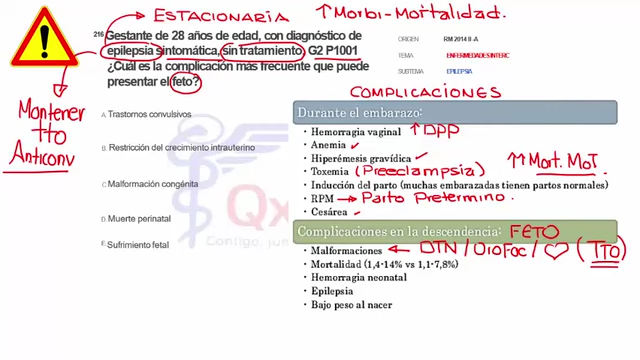 ESTACIONARIA
↑ Morbi-Mortalidad.
216 Gestante de 28 años de edad, con diagnóstico de
epilepsia sintomática, sin tratamiento. G2 P1001
¿Cuál es la complicación más frecuente que puede
presentar el feto?
ORIGEN RM 2014 II -A
TEMA ENFERMEDADES INTERC
SUBTEMA EPILEPSIA
Mantener
tto
Anticonv
A. Trastornos convulsivos
B. Restricción del crecimiento intrauterino
C. Malformación congénita
D. Muerte perinatal
E. Sufrimiento fetal
Qx
Contigo,
COMPLICACIONES
Durante el embarazo:
• Hemorragia vaginal ↑ DPP
• Anemia
• Hiperémesis gravídica
• Toxemia (Preeclampsia)
↑↑ Mort. MOT
• Inducción del parto (muchas embarazadas tienen partos normales)
• RPM → Parto Pretermino.
• Cesárea
Complicaciones en la descendencia: FETO
• Malformaciones ← DTN / Orofac / ♡ (TTO)
• Mortalidad (1,4-14% vs 1,1-7,8%)
• Hemorragia neonatal
• Epilepsia
• Bajo peso al nacer